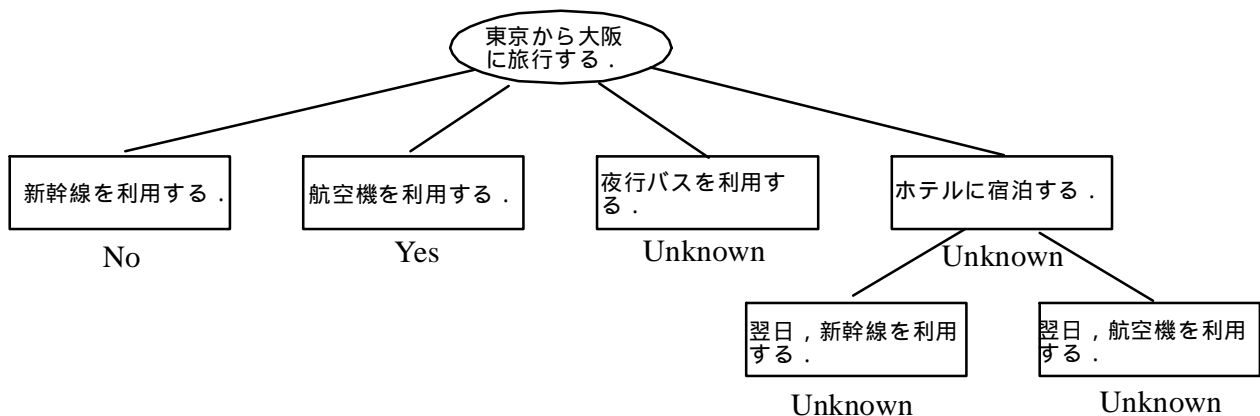 東京から大阪
に旅行する．
新幹線を利用する．
航空機を利用する．
夜行バスを利用す
る．
ホテルに宿泊する．
No
Yes
Unknown
Unknown
翌日，新幹線を利用
する．
翌日，航空機を利用
する．
Unknown
Unknown